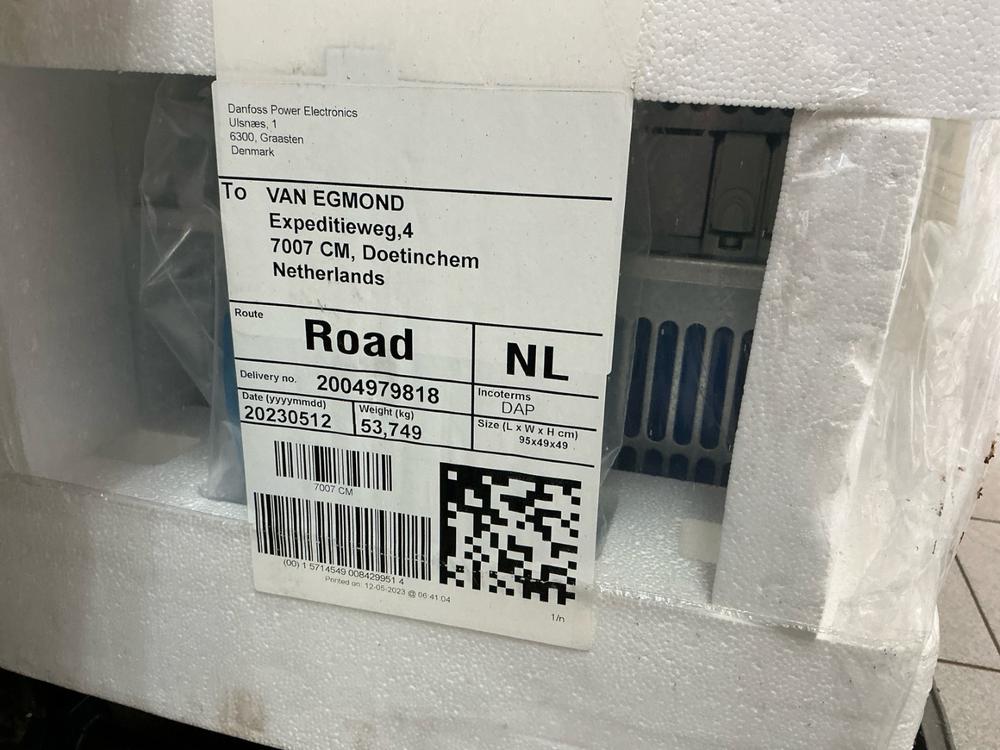 Danfoss Power Electronics
Ulsnæs, 1
6300, Graasten
Denmark
To VAN EGMOND
Expeditieweg,4
7007 CM, Doetinchem
Netherlands
Route
Road
NL
Delivery no. 2004979818
Incoterms
DAP
Date (yyyymmdd)
20230512
Weight (kg)
53,749
Size (L x W x H cm)
95x49x49
7007 CM
(00) 1 5714549 008429951 4
Printed on: 12-05-2023 @ 06:41:04
1/n